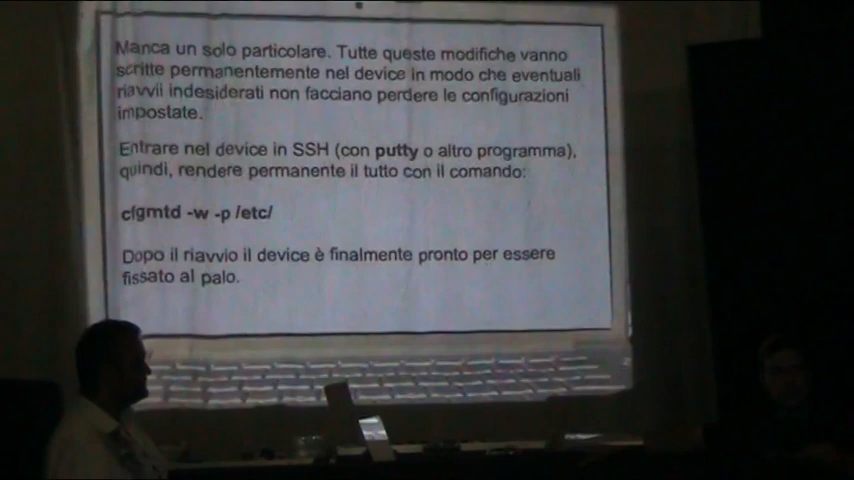 Manca un solo particolare. Tutte queste modifiche vanno
scritte permanentemente nel device in modo che eventuali
riavvii indesiderati non facciano perdere le configurazioni
impostate.
Entrare nel device in SSH (con putty o altro programma),
quindi, rendere permanente il tutto con il comando:
cfgmtd -w -p /etc/
Dopo il riavvio il device è finalmente pronto per essere
fissato al palo.